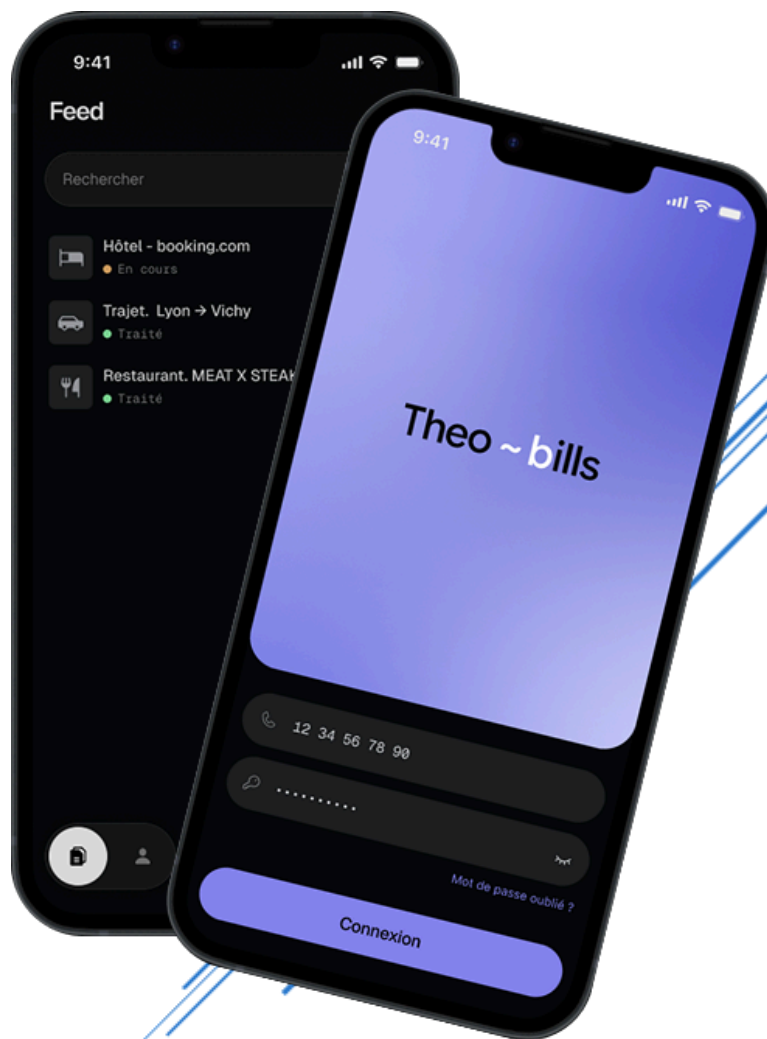 9:41
Feed
Rechercher
Hôtel - booking.com
En cours
Trajet. Lyon → Vichy
Traité
Restaurant. MEAT X STEAK
Traité
9:41
Theo ~ bills
12 34 56 78 90
Mot de passe oublié ?
Connexion